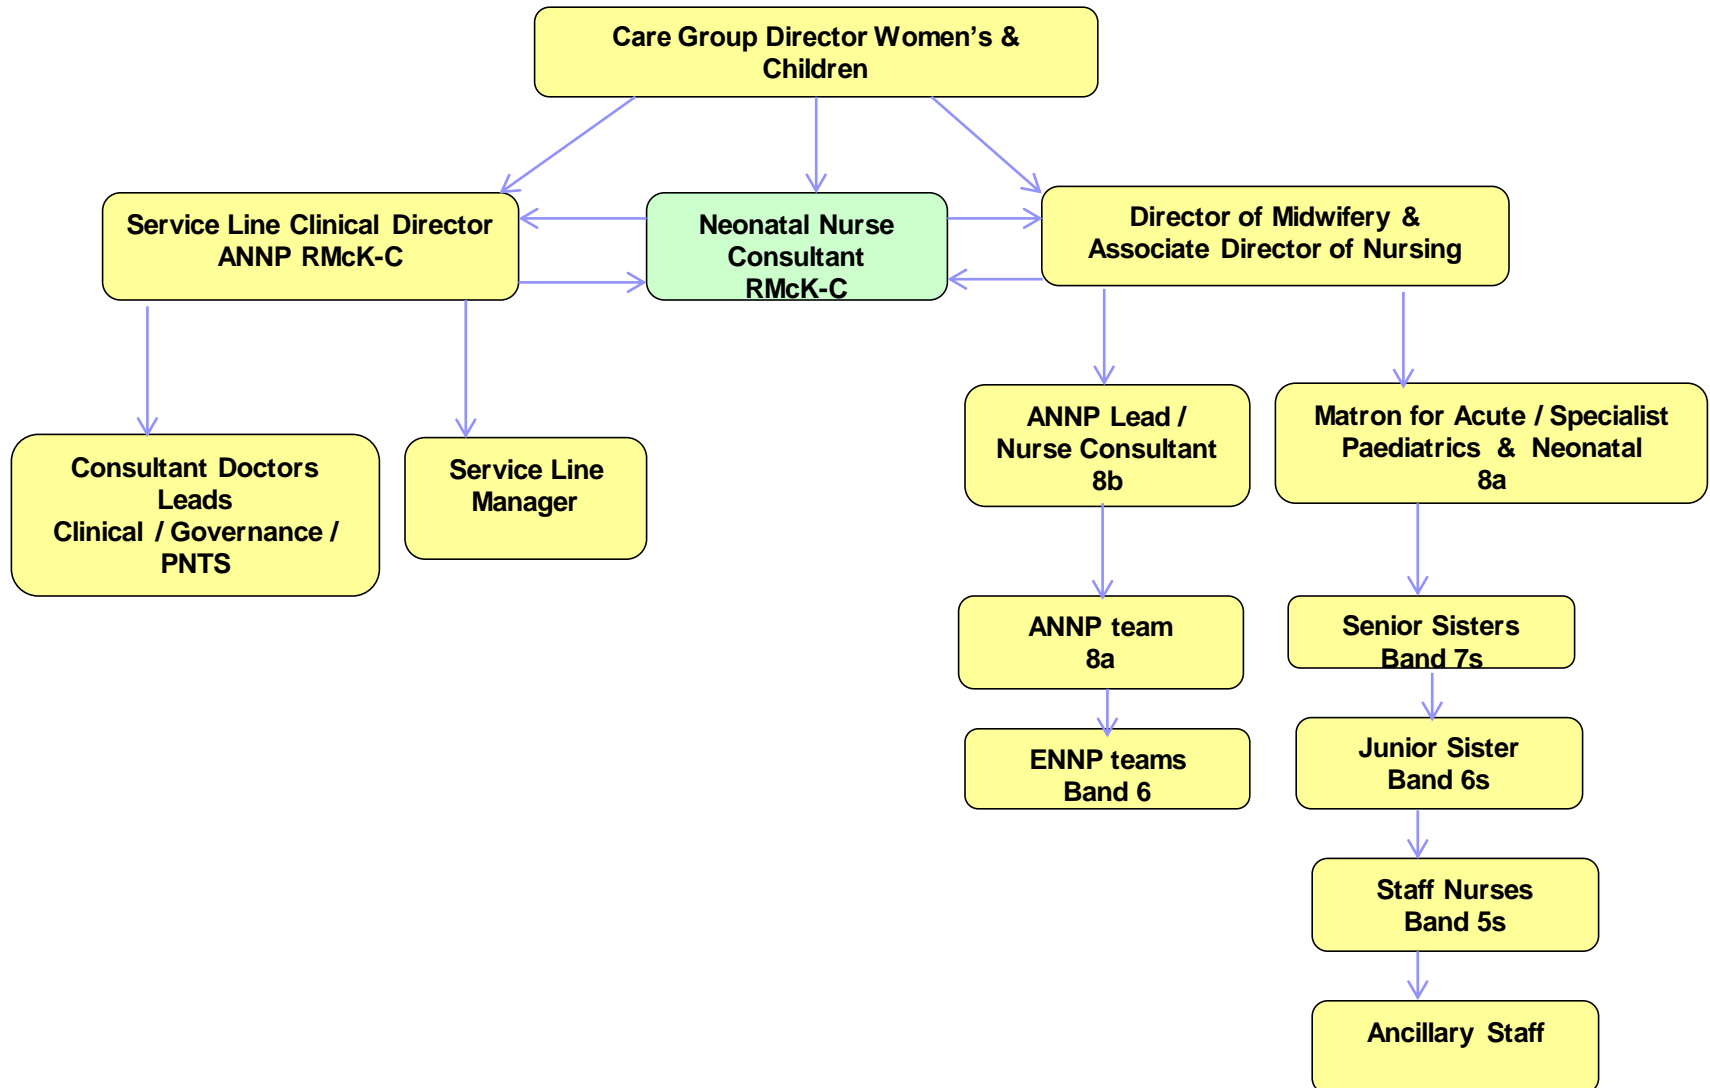 Care Group Director Women's &
Children
Service Line Clinical Director
ANNP RMcK-C
Neonatal Nurse
Consultant
RMcK-C
Director of Midwifery &
Associate Director of Nursing
Consultant Doctors
Leads
Clinical / Governance /
PNTS
Service Line
Manager
ANNP Lead /
Nurse Consultant
8b
Matron for Acute / Specialist
Paediatrics & Neonatal
8a
ANNP team
8a
Senior Sisters
Band 7s
ENNP teams
Band 6
Junior Sister
Band 6s
Staff Nurses
Band 5s
Ancillary Staff